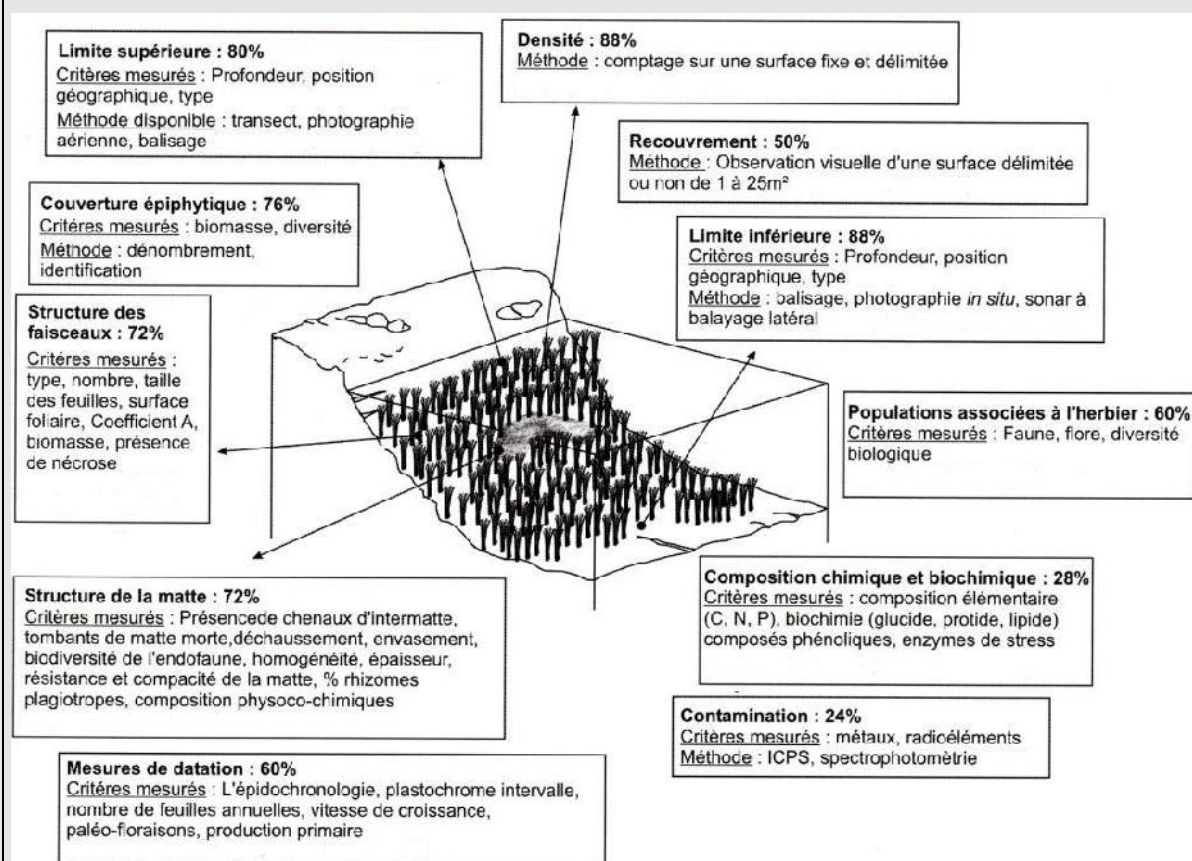 Limite supérieure : 80%
Critères mesurés : Profondeur, position
géographique, type
Méthode disponible : transect, photographie
aérienne, balisage
Densité : 88%
Méthode : comptage sur une surface fixe et délimitée
Recouvrement : 50%
Méthode : Observation visuelle d'une surface délimitée
ou non de 1 à 25m²
Couverture épiphytique : 76%
Critères mesurés : biomasse, diversité
Méthode : dénombrement,
identification
Limite inférieure : 88%
Critères mesurés : Profondeur, position
géographique, type
Méthode : balisage, photographie in situ, sonar à
balayage latéral
Structure des
faisceaux : 72%
Critères mesurés :
type, nombre, taille
des feuilles, surface
foliaire, Coefficient A,
biomasse, présence
de nécrose
Populations associées à l'herbier : 60%
Critères mesurés : Faune, flore, diversité
biologique
Structure de la matte : 72%
Critères mesurés : Présencede chenaux d'intermatte,
tombants de matte morte,déchaussement, envasement,
biodiversité de l'endofaune, homogénéité, épaisseur,
résistance et compacité de la matte, % rhizomes
plagiotropes, composition physoco-chimiques
Composition chimique et biochimique : 28%
Critères mesurés : composition élémentaire
(C, N, P), biochimie (glucide, protide, lipide)
composés phénoliques, enzymes de stress
Contamination : 24%
Critères mesurés : métaux, radioéléments
Méthode : ICPS, spectrophotomètrie
Mesures de datation : 60%
Critères mesurés : L'épidochronologie, plastochrome intervalle,
nombre de feuilles annuelles, vitesse de croissance,
paléo-floraisons, production primaire